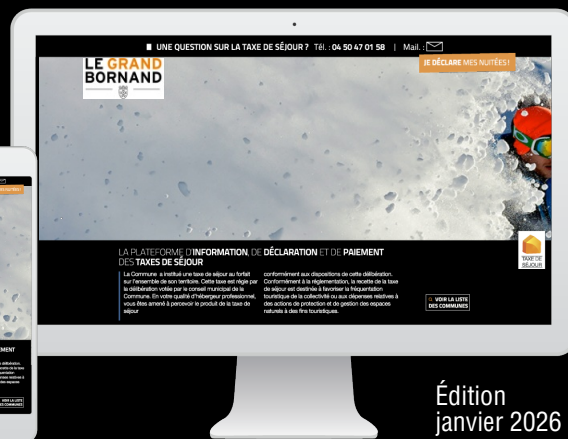 UNE QUESTION SUR LA TAXE DE SÉJOUR ? Tél. : 04 50 47 01 58 | Mail. :
JE DÉCLARE MES NUITÉES !
LE GRAND
BORNAND
LA PLATEFORME D'INFORMATION, DE DÉCLARATION ET DE PAIEMENT
DES TAXES DE SÉJOUR
La Commune a institué une taxe de séjour au forfait
sur l'ensemble de son territoire. Cette taxe est régie par
la délibération votée par le conseil municipal de la
Commune. En votre qualité d'hébergeur professionnel,
vous êtes amené à percevoir le produit de la taxe de
séjour
conformément aux dispositions de cette délibération.
Conformément à la règlementation, la recette de la taxe
de séjour est destinée à favoriser la fréquentation
touristique de la collectivité ou aux dépenses relatives à
des actions de protection et de gestion des espaces
naturels à des fins touristiques.
TAXE DE
SÉJOUR
VOIR LA LISTE
DES COMMUNES
VOIR LA LISTE
DES COMMUNES
Édition
janvier 2026